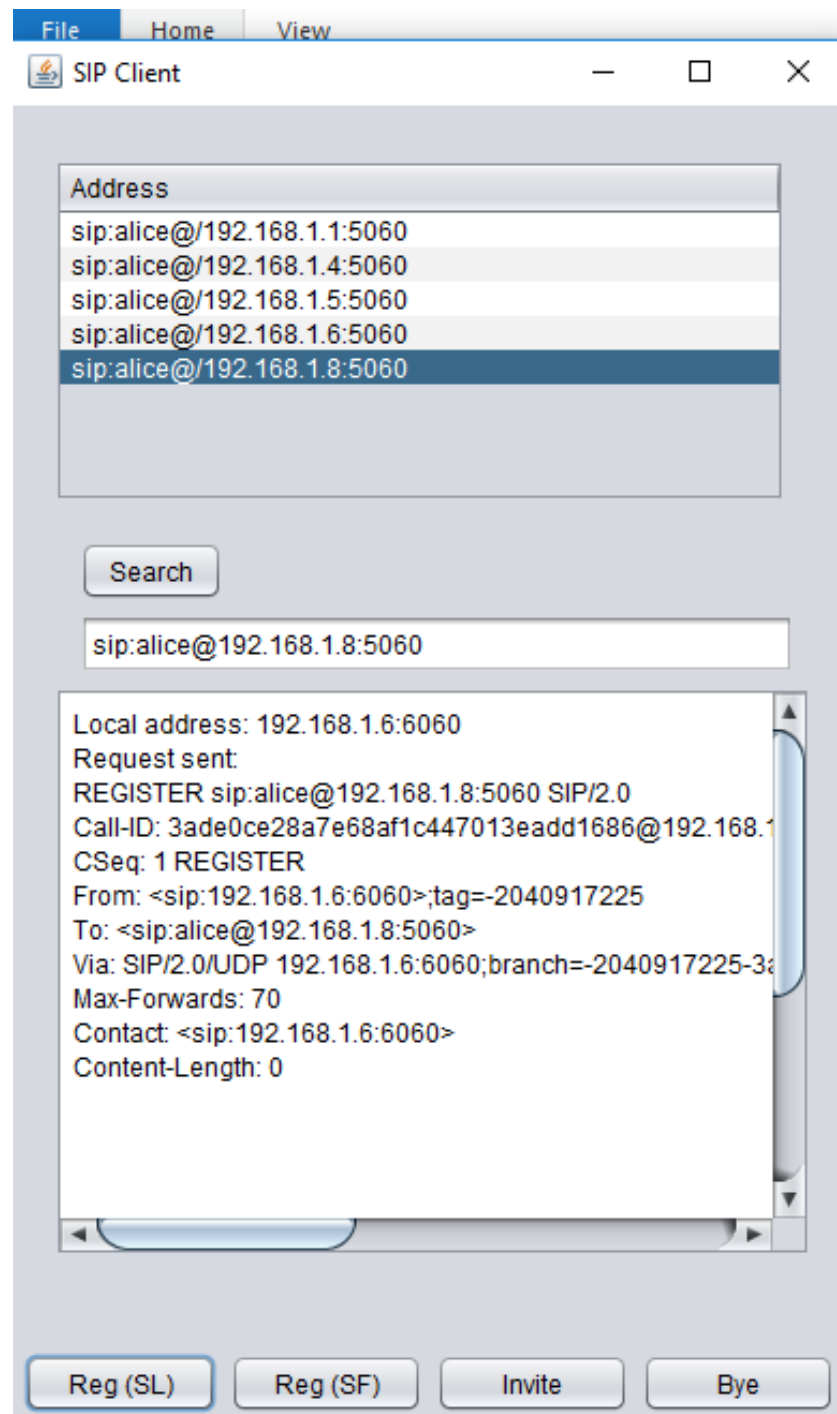 File Home View
SIP Client
Address
sip:alice@/192.168.1.1:5060
sip:alice@/192.168.1.4:5060
sip:alice@/192.168.1.5:5060
sip:alice@/192.168.1.6:5060
sip:alice@/192.168.1.8:5060
Search
sip:alice@192.168.1.8:5060
Local address: 192.168.1.6:6060
Request sent:
REGISTER sip:alice@192.168.1.8:5060 SIP/2.0
Call-ID: 3ade0ce28a7e68af1c447013eadd1686@192.168.1
CSeq: 1 REGISTER
From: <sip:192.168.1.6:6060>;tag=-2040917225
To: <sip:alice@192.168.1.8:5060>
Via: SIP/2.0/UDP 192.168.1.6:6060;branch=-2040917225-3a
Max-Forwards: 70
Contact: <sip:192.168.1.6:6060>
Content-Length: 0
Reg (SL) Reg (SF) Invite Bye